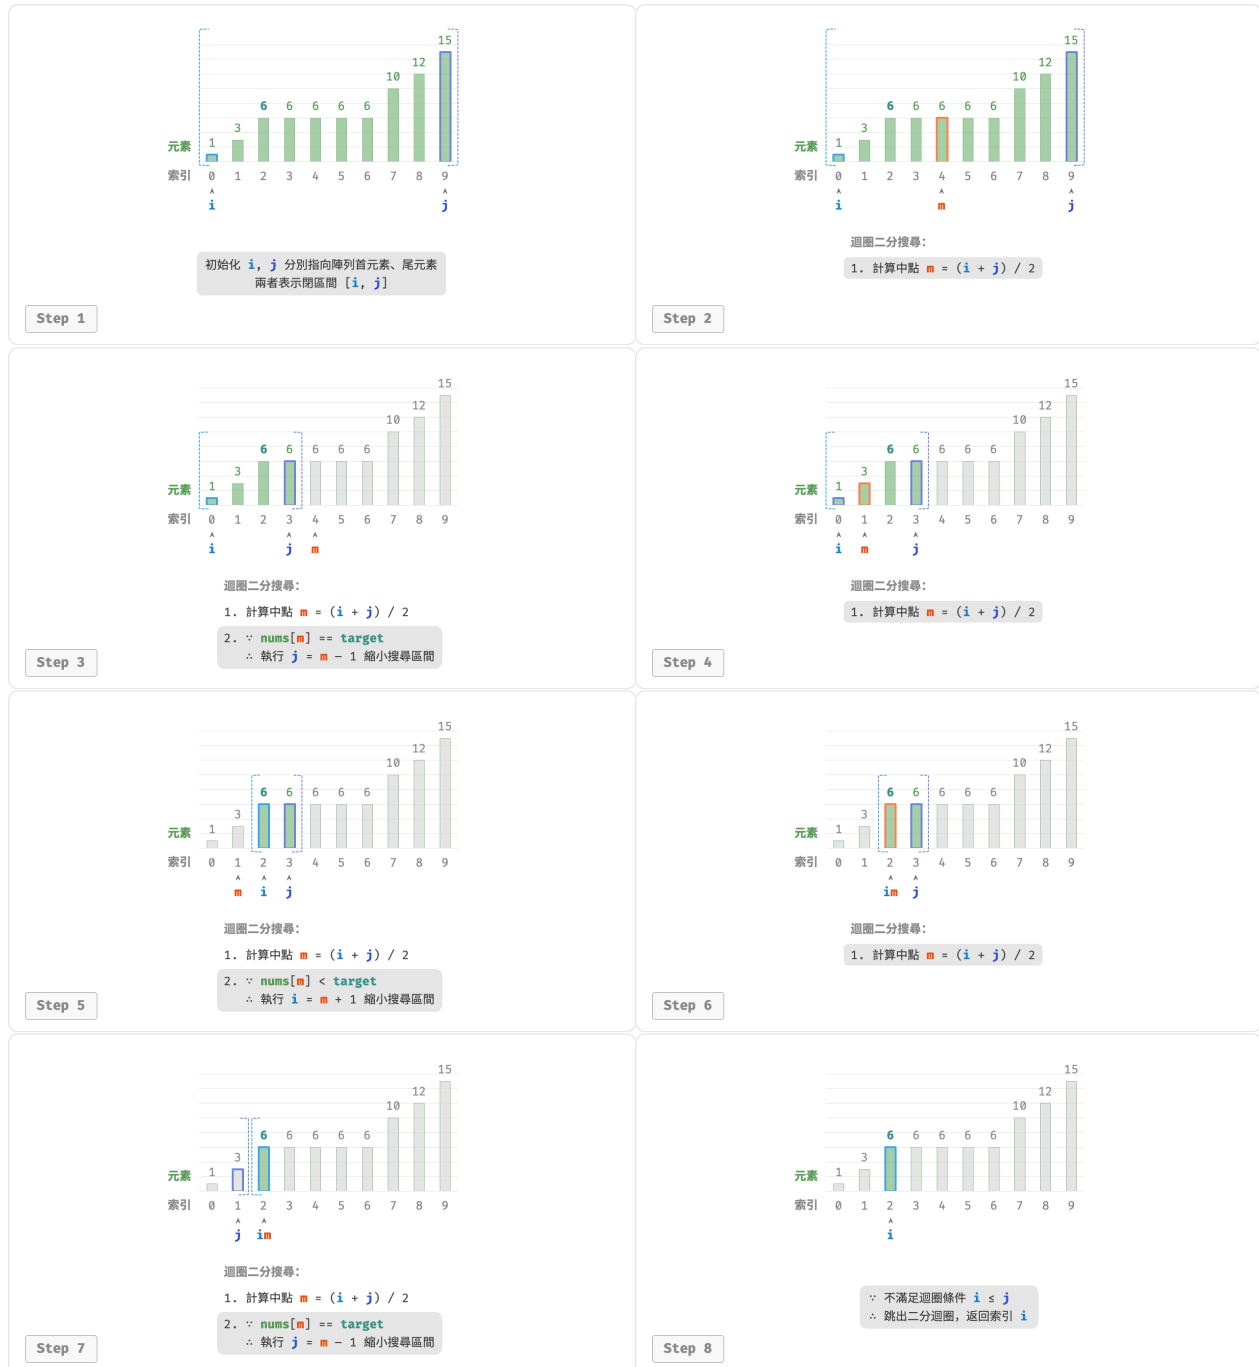 15
12
10
6 6 6 6 6
3
元素 1
索引 0 1 2 3 4 5 6 7 8 9
i j
初始化 i, j 分別指向陣列首元素、尾元素
兩者表示閉區間 [i, j]
Step 1
15
12
10
6 6 6 6 6
3
元素 1
索引 0 1 2 3 4 5 6 7 8 9
i m j
迴圈二分搜尋:
1. 計算中點 m = (i + j) / 2
Step 2
15
12
10
6 6 6 6 6
3
元素 1
索引 0 1 2 3 4 5 6 7 8 9
i j m
迴圈二分搜尋:
1. 計算中點 m = (i + j) / 2
2. ∵ nums[m] == target
∴ 執行 j = m − 1 縮小搜尋區間
Step 3
15
12
10
6 6 6 6 6
3
元素 1
索引 0 1 2 3 4 5 6 7 8 9
i m j
迴圈二分搜尋:
1. 計算中點 m = (i + j) / 2
Step 4
15
12
10
6 6 6 6 6
3
元素 1
索引 0 1 2 3 4 5 6 7 8 9
m i j
迴圈二分搜尋:
1. 計算中點 m = (i + j) / 2
2. ∵ nums[m] < target
∴ 執行 i = m + 1 縮小搜尋區間
Step 5
15
12
10
6 6 6 6 6
3
元素 1
索引 0 1 2 3 4 5 6 7 8 9
im j
迴圈二分搜尋:
1. 計算中點 m = (i + j) / 2
Step 6
15
12
10
6 6 6 6 6
3
元素 1
索引 0 1 2 3 4 5 6 7 8 9
j im
迴圈二分搜尋:
1. 計算中點 m = (i + j) / 2
2. ∵ nums[m] == target
∴ 執行 j = m − 1 縮小搜尋區間
Step 7
15
12
10
6 6 6 6 6
3
元素 1
索引 0 1 2 3 4 5 6 7 8 9
i
∵ 不滿足迴圈條件 i ≤ j
∴ 跳出二分迴圈，返回索引 i
Step 8